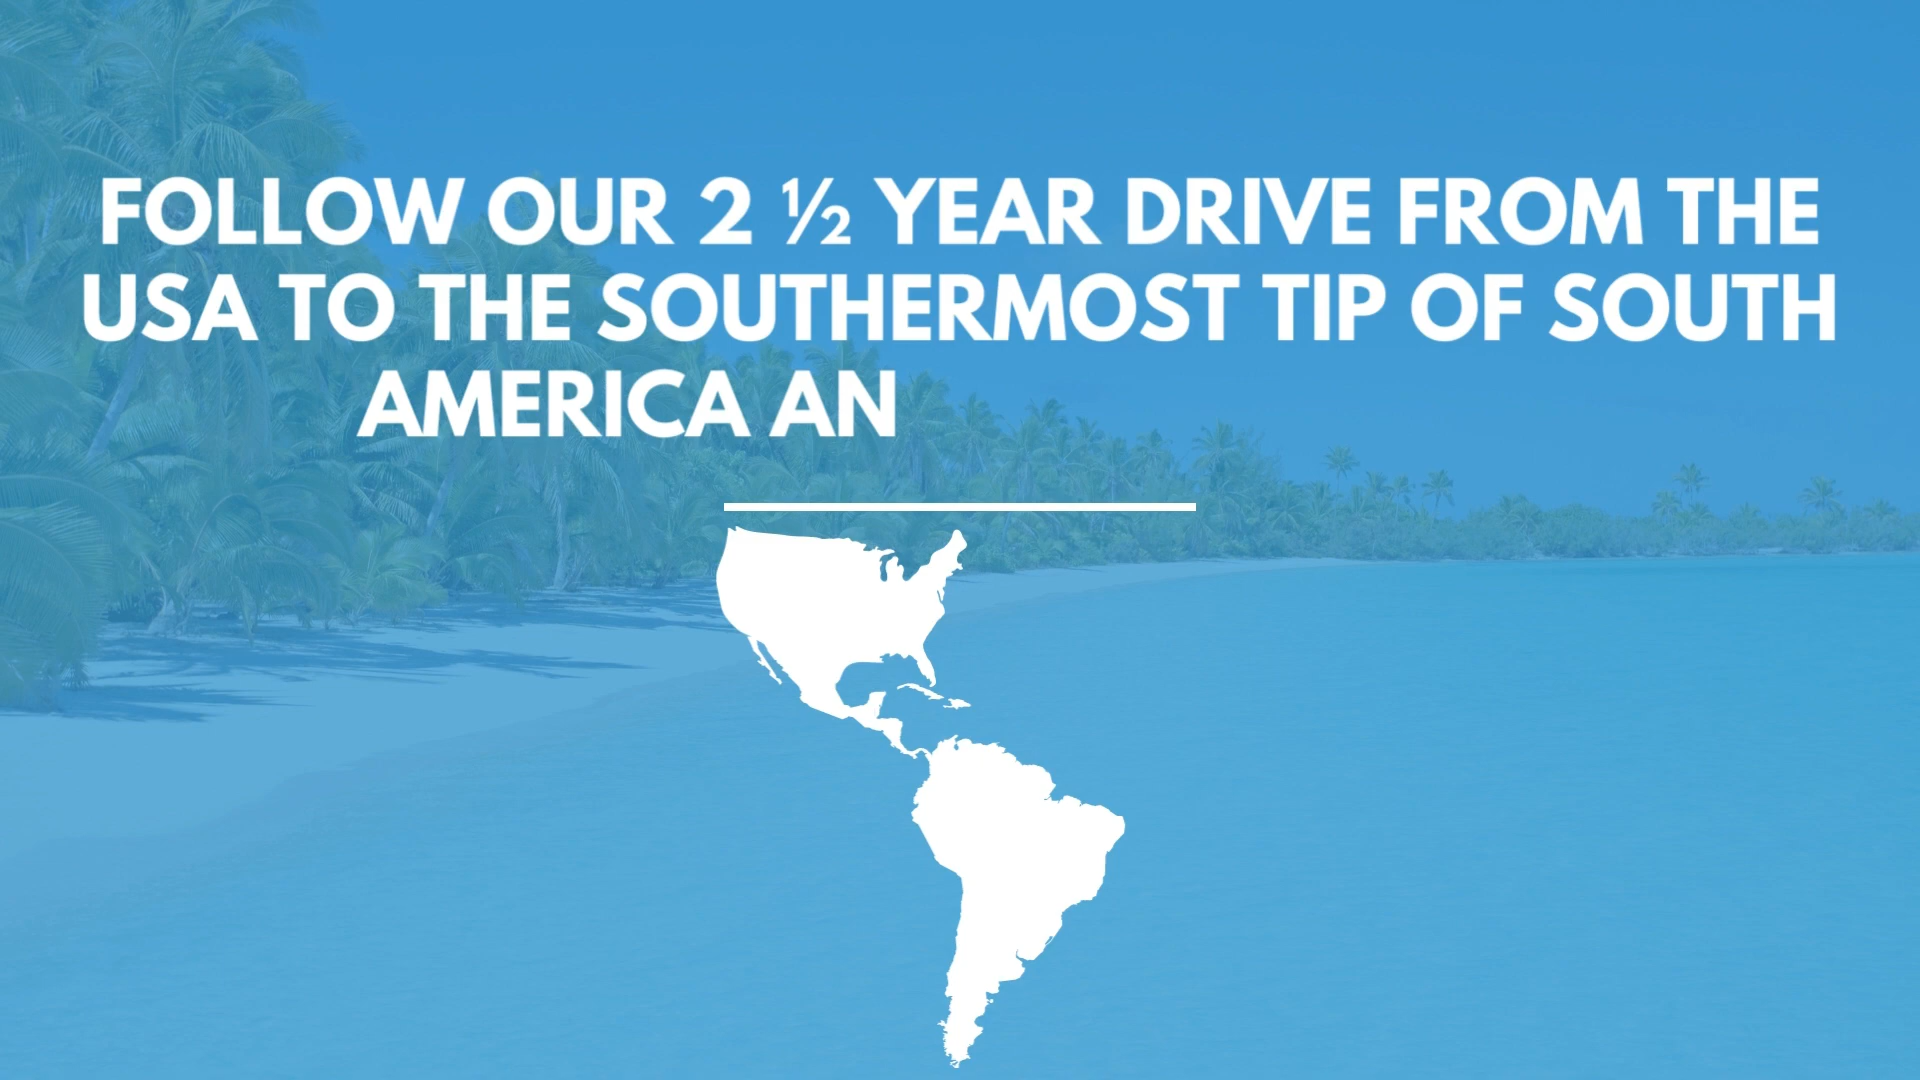 FOLLOW OUR 2 ½ YEAR DRIVE FROM THE
USA TO THE SOUTHERMOST TIP OF SOUTH
AMERICA AN